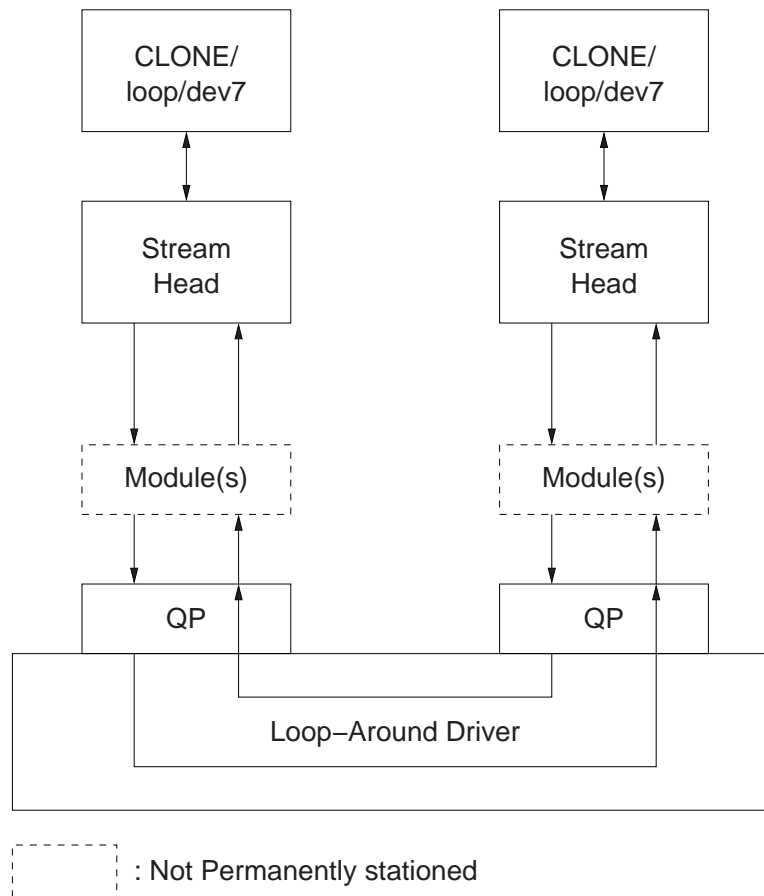 CLONE/
loop/dev7
CLONE/
loop/dev7
Stream
Head
Stream
Head
Module(s)
Module(s)
QP
QP
Loop−Around Driver
: Not Permanently stationed